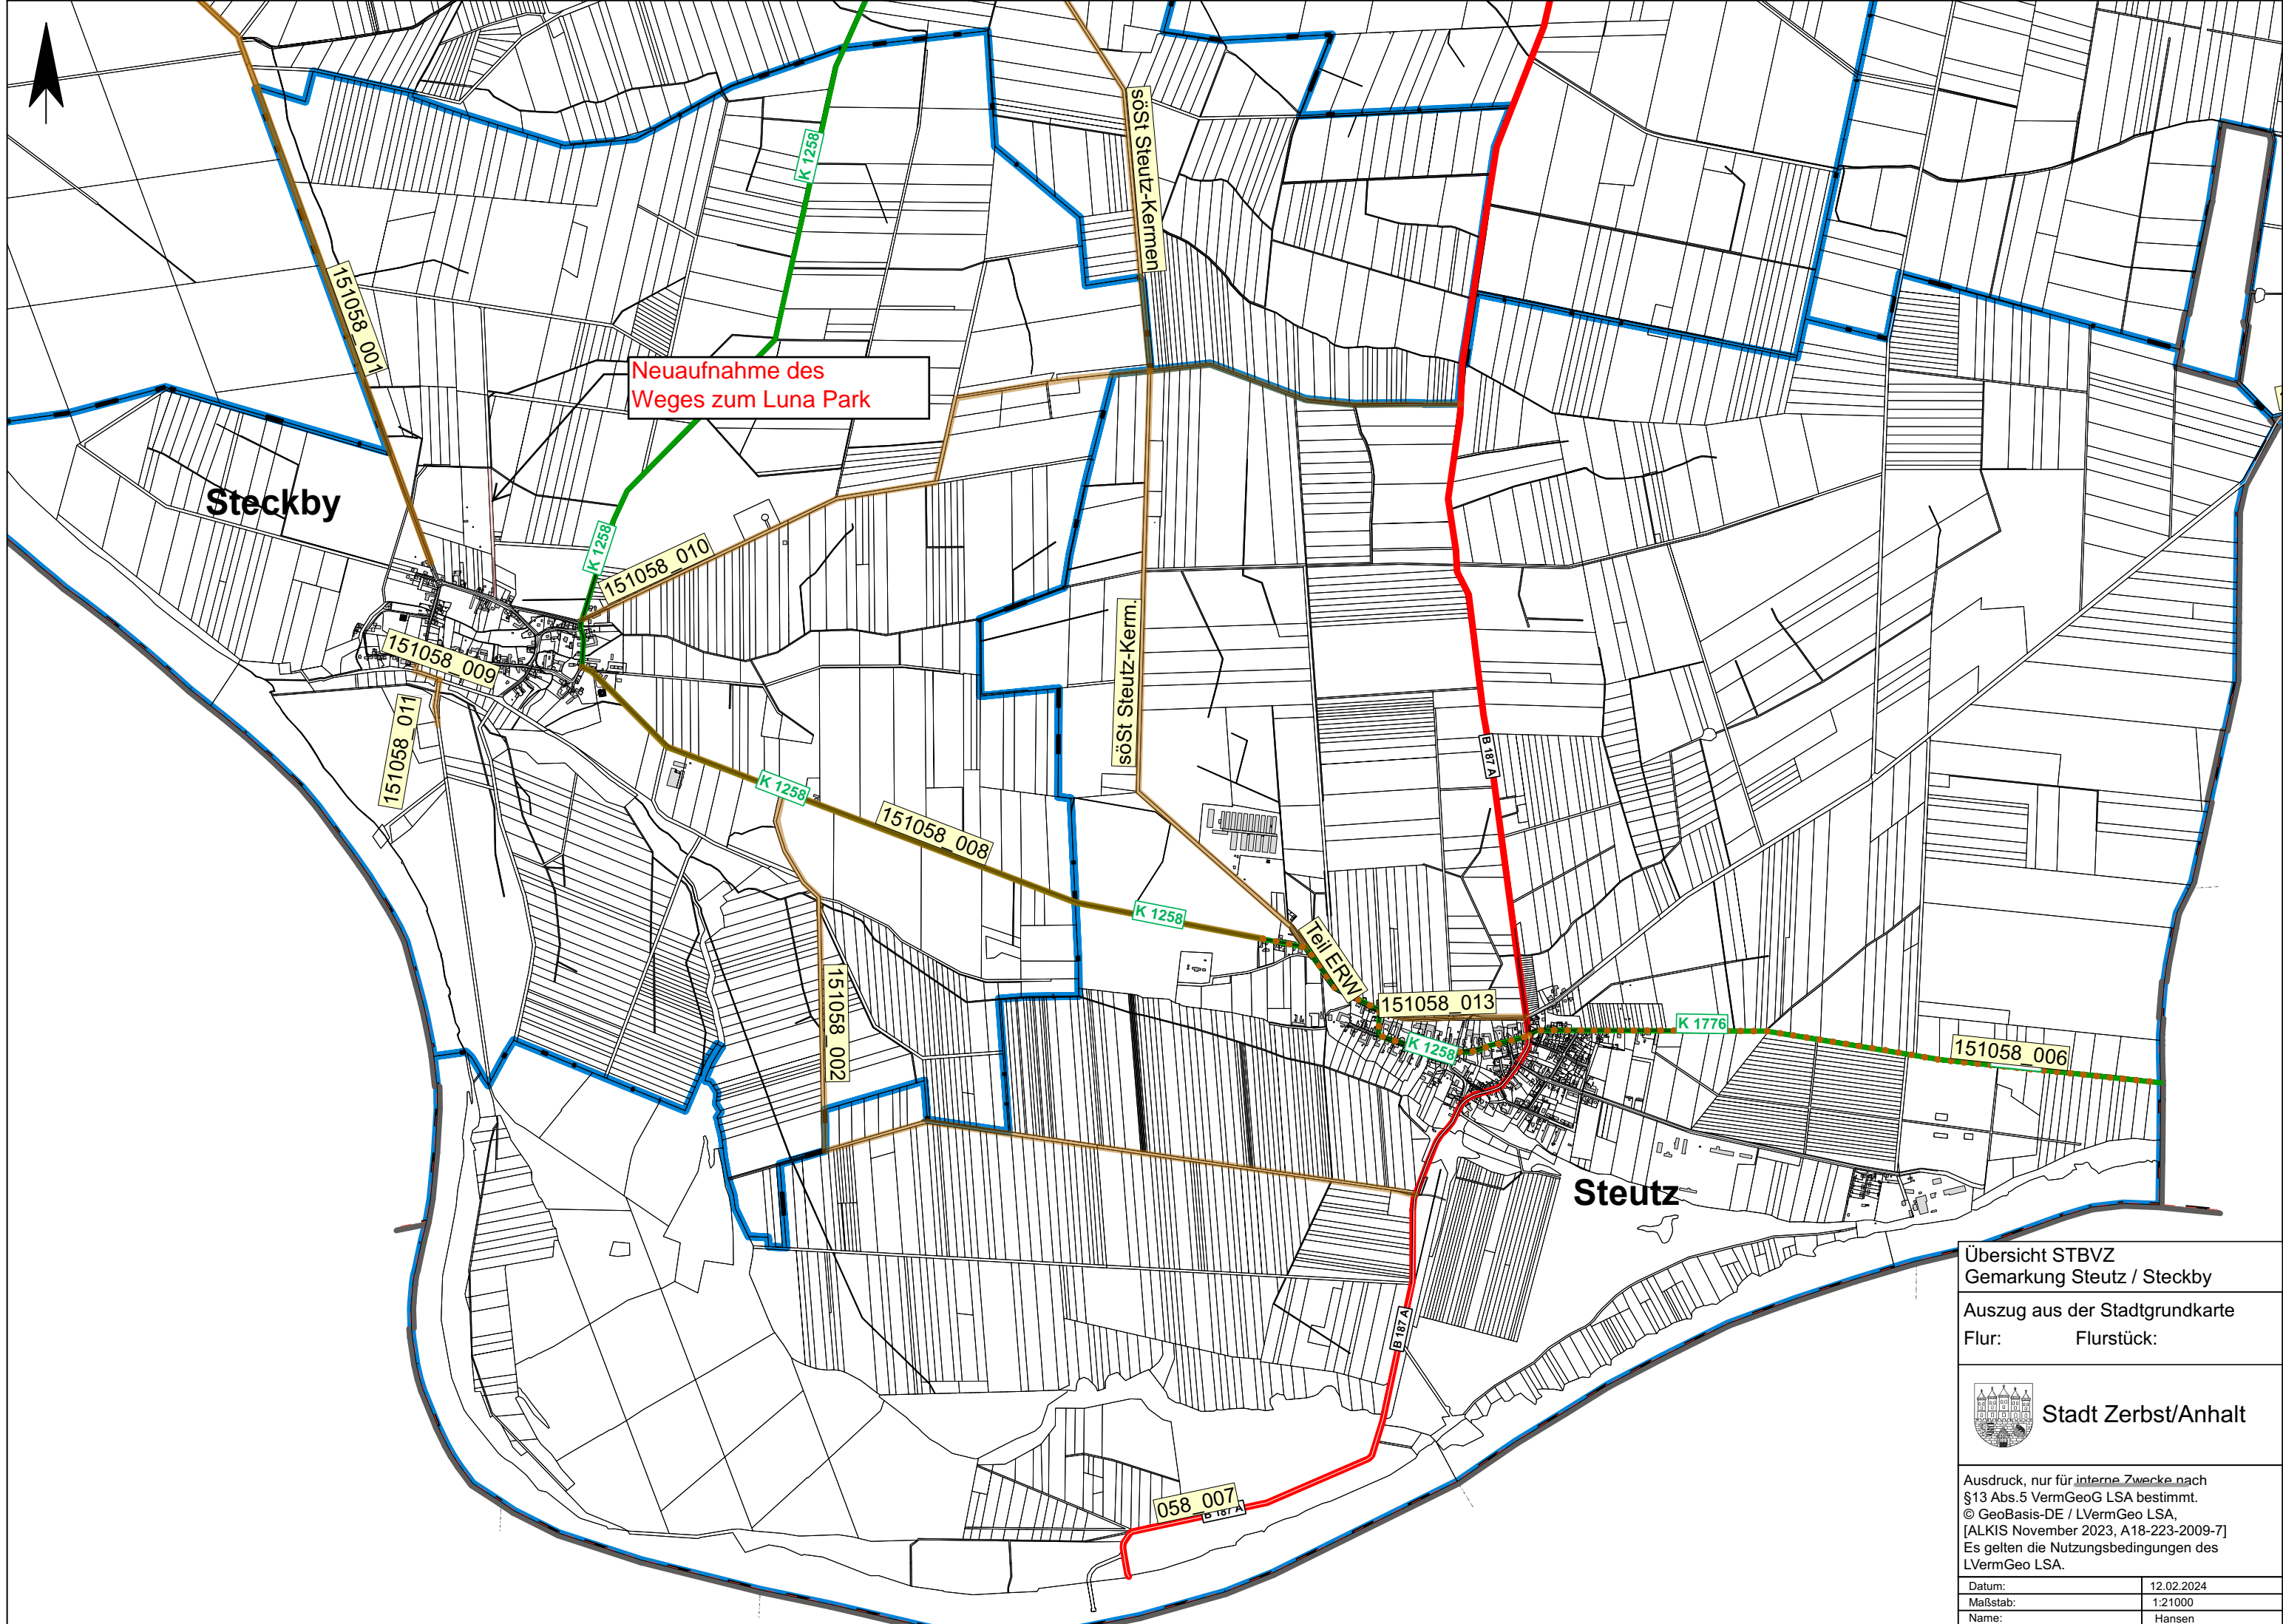 söSt Steutz-Kermen
K 1258
151058_001
Neuaufnahme des
Weges zum Luna Park
Steckby
K 1258
151058_010
151058_009
151058_011
söSt Steutz-Kerm.
B 187 A
K 1258
151058_008
K 1258
Teil ERW
151058_002
151058_013
K 1258
K 1776
151058_006
Steutz
B 187 A
058_007
B 187 A
Übersicht STBVZ
Gemarkung Steutz / Steckby
Auszug aus der Stadtgrundkarte
Flur: Flurstück:
Stadt Zerbst/Anhalt
Ausdruck, nur für interne Zwecke nach
§13 Abs.5 VermGeoG LSA bestimmt.
© GeoBasis-DE / LVermGeo LSA,
[ALKIS November 2023, A18-223-2009-7]
Es gelten die Nutzungsbedingungen des
LVermGeo LSA.
Datum: 12.02.2024
Maßstab: 1:21000
Name: Hansen